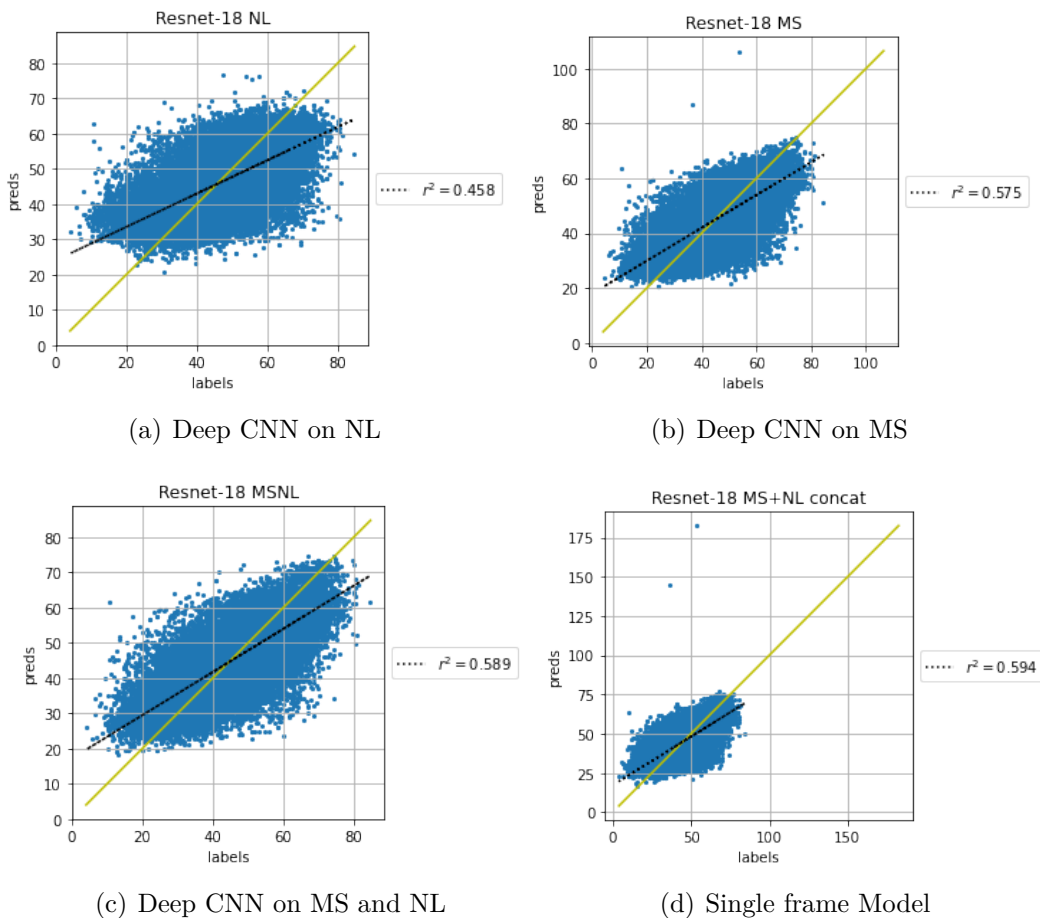 Resnet-18 NL
80
70
60
50
40
30
20
10
0
preds
0 20 40 60 80
labels
r² = 0.458
(a) Deep CNN on NL
Resnet-18 MS
100
80
60
40
20
0
preds
0 20 40 60 80 100
labels
r² = 0.575
(b) Deep CNN on MS
Resnet-18 MSNL
80
70
60
50
40
30
20
10
0
preds
0 20 40 60 80
labels
r² = 0.589
(c) Deep CNN on MS and NL
Resnet-18 MS+NL concat
175
150
125
100
75
50
25
0
preds
0 50 100 150
labels
r² = 0.594
(d) Single frame Model